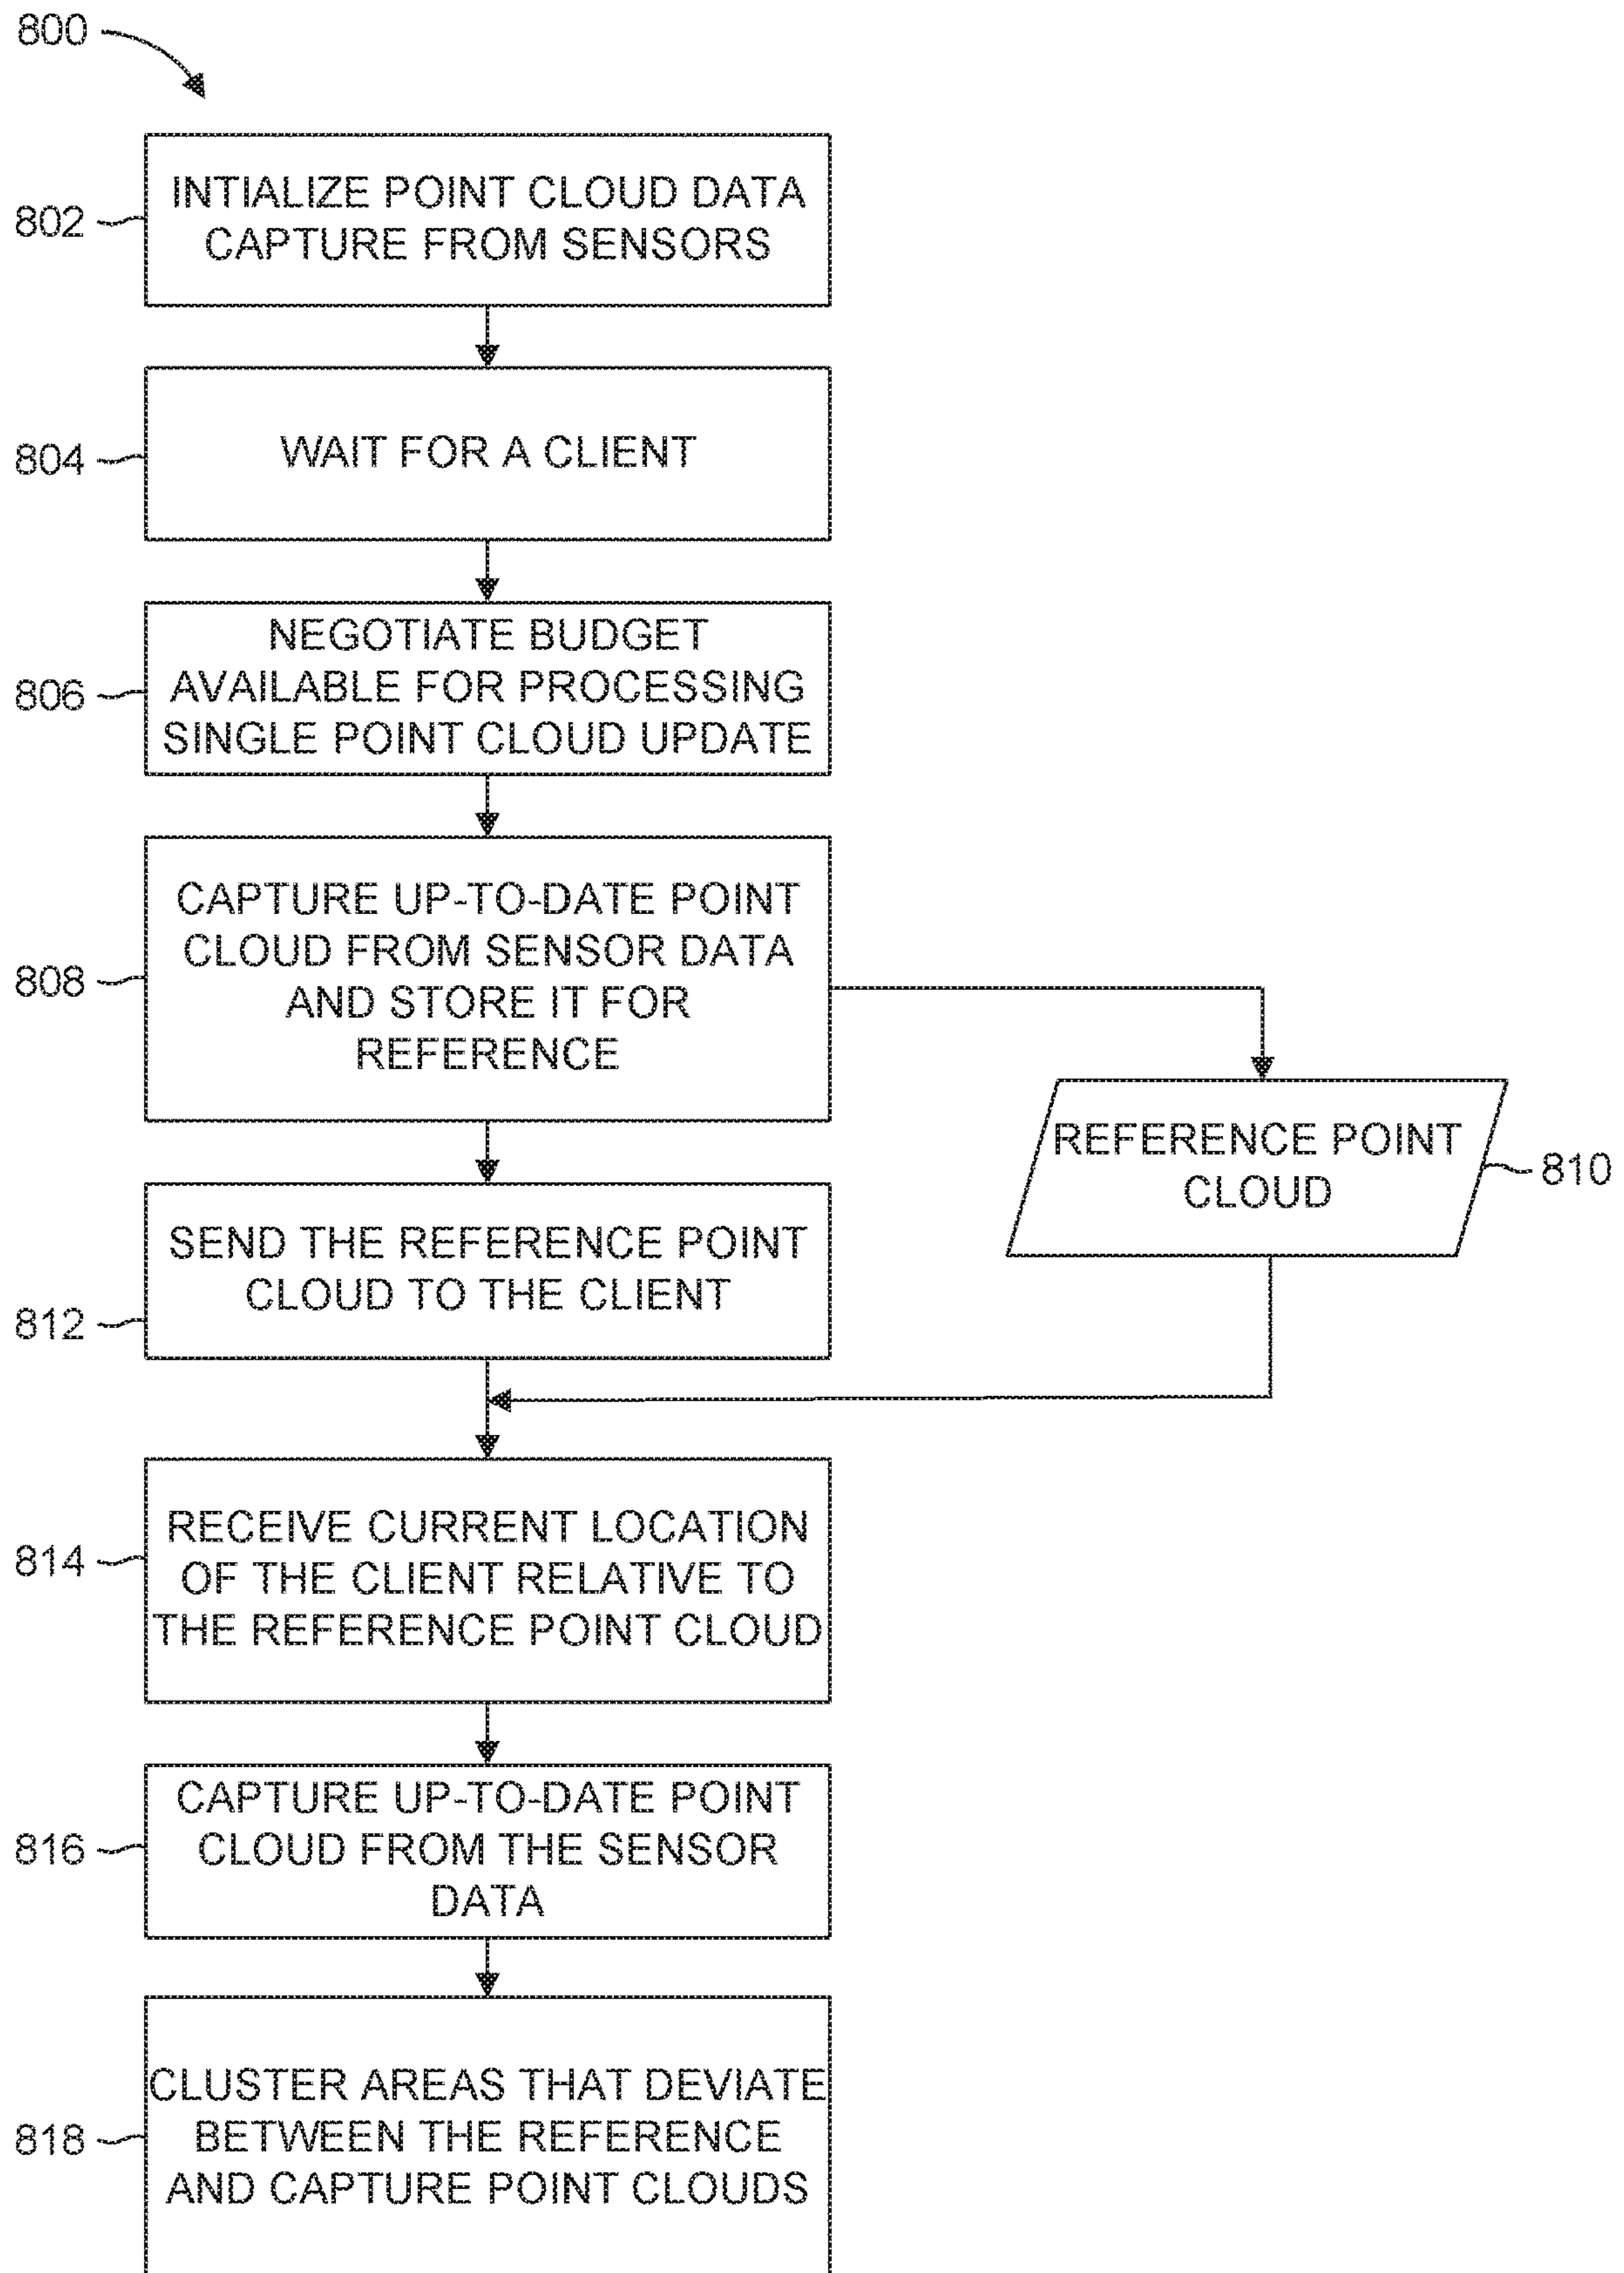 800
INTIALIZE POINT CLOUD DATA
CAPTURE FROM SENSORS
802
WAIT FOR A CLIENT
804
NEGOTIATE BUDGET
AVAILABLE FOR PROCESSING
SINGLE POINT CLOUD UPDATE
806
CAPTURE UP-TO-DATE POINT
CLOUD FROM SENSOR DATA
AND STORE IT FOR
REFERENCE
808
REFERENCE POINT
CLOUD
810
SEND THE REFERENCE POINT
CLOUD TO THE CLIENT
812
RECEIVE CURRENT LOCATION
OF THE CLIENT RELATIVE TO
THE REFERENCE POINT CLOUD
814
CAPTURE UP-TO-DATE POINT
CLOUD FROM THE SENSOR
DATA
816
CLUSTER AREAS THAT DEVIATE
BETWEEN THE REFERENCE
AND CAPTURE POINT CLOUDS
818